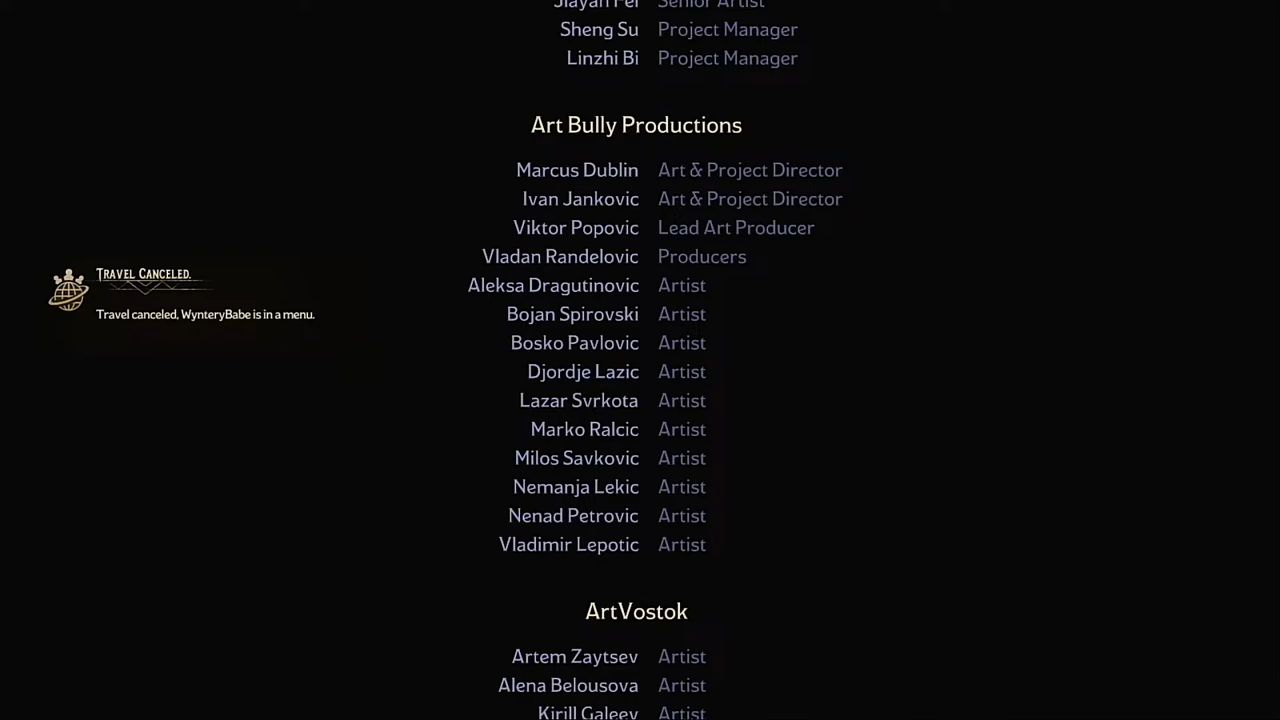 Jiayan Fei Senior Artist
Sheng Su Project Manager
Linzhi Bi Project Manager
Art Bully Productions
Marcus Dublin Art & Project Director
Ivan Jankovic Art & Project Director
Viktor Popovic Lead Art Producer
Vladan Randelovic Producers
Aleksa Dragutinovic Artist
Bojan Spirovski Artist
Bosko Pavlovic Artist
Djordje Lazic Artist
Lazar Svrkota Artist
Marko Ralcic Artist
Milos Savkovic Artist
Nemanja Lekic Artist
Nenad Petrovic Artist
Vladimir Lepotic Artist
ArtVostok
Artem Zaytsev Artist
Alena Belousova Artist
Kirill Galeev Artist
Travel Canceled.
Travel canceled, WynteryBabe is in a menu.